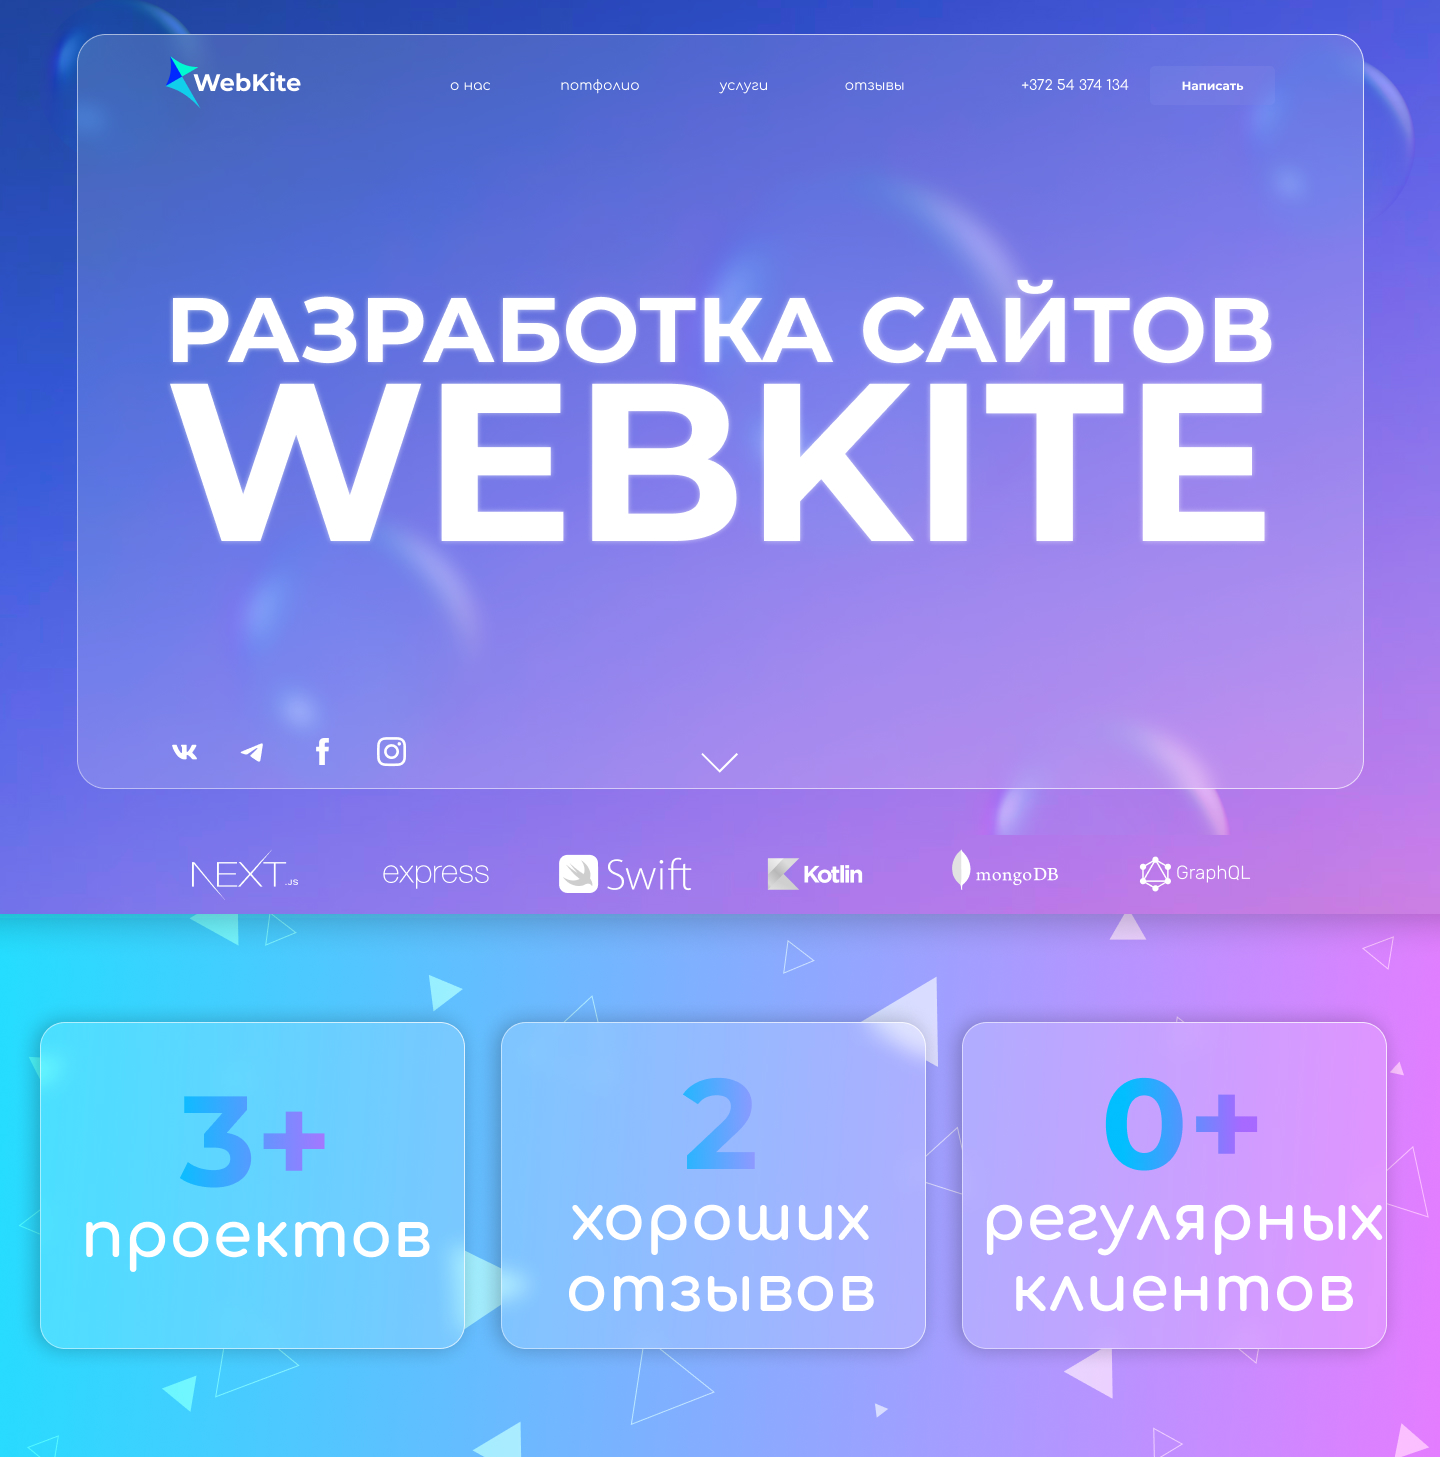 WebKite
о нас
потфолио
услуги
отзывы
+372 54 374 134
Написать
РАЗРАБОТКА САЙТОВ
WEBKITE
NEXT.JS
express
Swift
Kotlin
mongoDB
GraphQL
3+
проектов
2
хороших
отзывов
0+
регулярных
клиентов